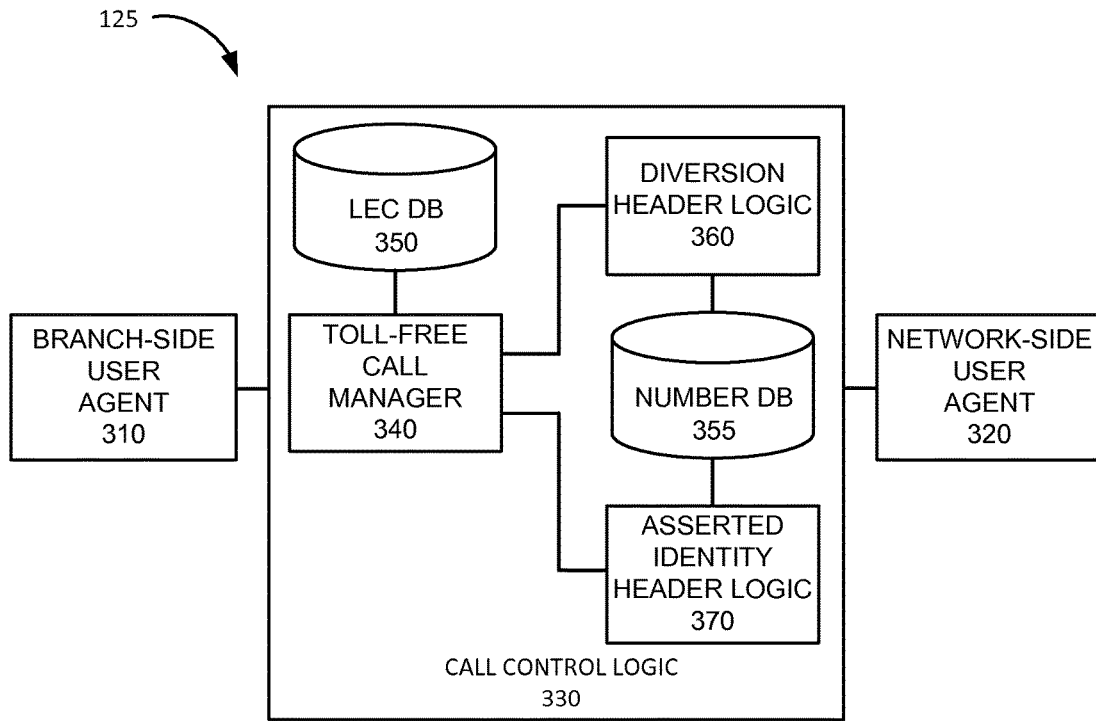 125
LEC DB
350
DIVERSION
HEADER LOGIC
360
BRANCH-SIDE
USER
AGENT
310
TOLL-FREE
CALL
MANAGER
340
NUMBER DB
355
NETWORK-SIDE
USER
AGENT
320
ASSERTED
IDENTITY
HEADER LOGIC
370
CALL CONTROL LOGIC
330